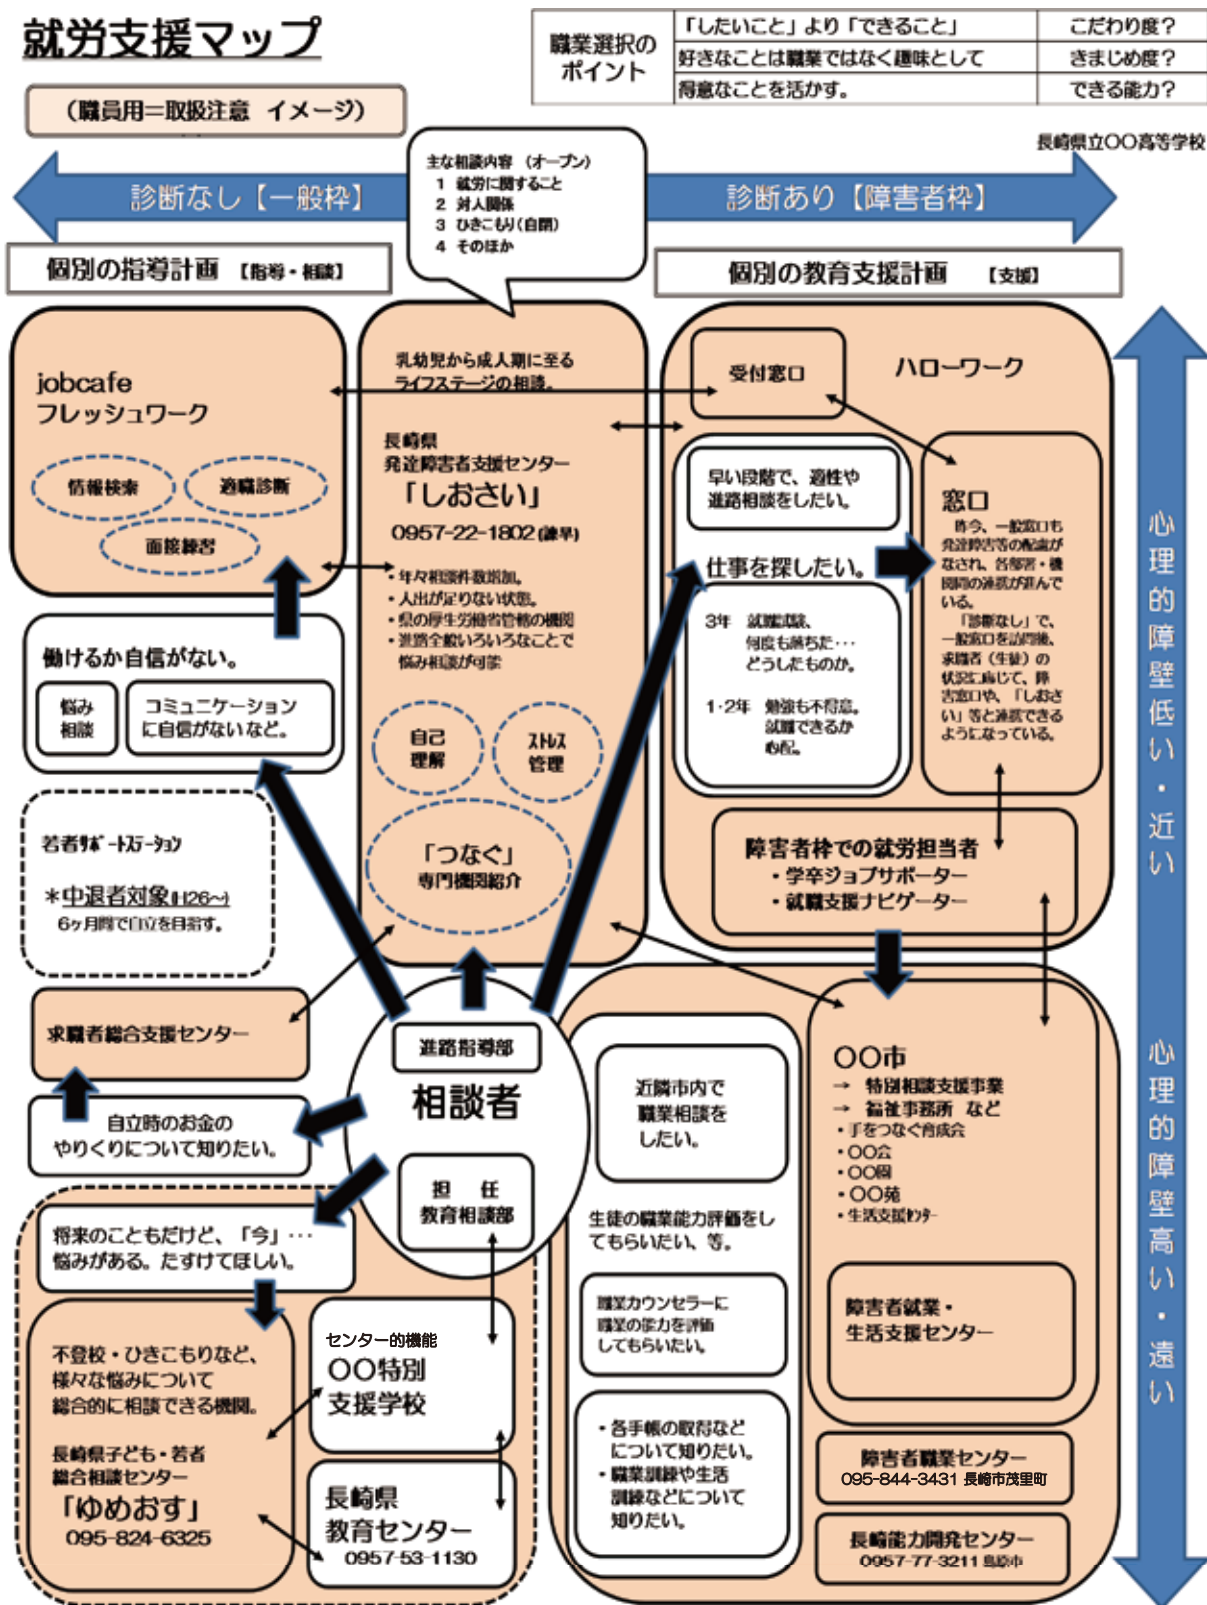 就労支援マップ
職業選択の
ポイント
「したいこと」より「できること」
こだわり度？
好きなことは職業ではなく趣味として
きまじめ度？
得意なことを活かす。
できる能力？
（職員用＝取扱注意　イメージ）
長崎県立〇〇高等学校
主な相談内容　（オープン）
1　就労に関すること
2　対人関係
3　ひきこもり（自閉）
4　そのほか
診断なし【一般枠】
診断あり【障害者枠】
個別の指導計画　【指導・相談】
個別の教育支援計画　【支援】
jobcafe
フレッシュワーク
情報検索
適職診断
面接練習
乳幼児から成人期に至る
ライフステージの相談。
長崎県
発達障害者支援センター
「しおさい」
0957-22-1802（諫早）
・年々相談件数増加。
・人出が足りない状態。
・県の厚生労働省管轄の機関
・進路全般いろいろなことで
悩み相談が可能
自己
理解
ストレス
管理
「つなぐ」
専門機関紹介
受付窓口
ハローワーク
早い段階で、適性や
進路相談をしたい。
仕事を探したい。
3年　就職試験、
何度も落ちた…
どうしたものか。
1・2年　勉強も不得意。
就職できるか
心配。
窓口
昨今、一般窓口も
発達障害等の配慮が
なされ、各部署・機
関間の連携が進んで
いる。
「診断なし」で、
一般窓口を訪問後、
求職者（生徒）の
状況に応じて、障
害窓口や、「しおさ
い」等と連携できる
ようになっている。
障害者枠での就労担当者
・学卒ジョブサポーター
・就職支援ナビゲーター
心理的障壁低い・近い
心理的障壁高い・遠い
働けるか自信がない。
悩み
相談
コミュニケーション
に自信がないなど。
若者サポートステーション
＊中退者対象(H26～)
6ヶ月間で自立を目指す。
求職者総合支援センター
自立時のお金の
やりくりについて知りたい。
進路指導部
相談者
担　任
教育相談部
将来のこともだけど、「今」…
悩みがある。たすけてほしい。
不登校・ひきこもりなど、
様々な悩みについて
総合的に相談できる機関。
長崎県子ども・若者
総合相談センター
「ゆめおす」
095-824-6325
センター的機能
〇〇特別
支援学校
長崎県
教育センター
0957-53-1130
近隣市内で
職業相談を
したい。
生徒の職業能力評価をし
てもらいたい、等。
職業カウンセラーに
職業の能力を評価
してもらいたい。
・各手帳の取得など
について知りたい。
・職業訓練や生活
訓練などについて
知りたい。
〇〇市
→　特別相談支援事業
→　福祉事務所　など
・手をつなぐ育成会
・〇〇会
・〇〇園
・〇〇苑
・生活支援センター
障害者就業・
生活支援センター
障害者職業センター
095-844-3431 長崎市茂里町
長崎能力開発センター
0957-77-3211 島原市